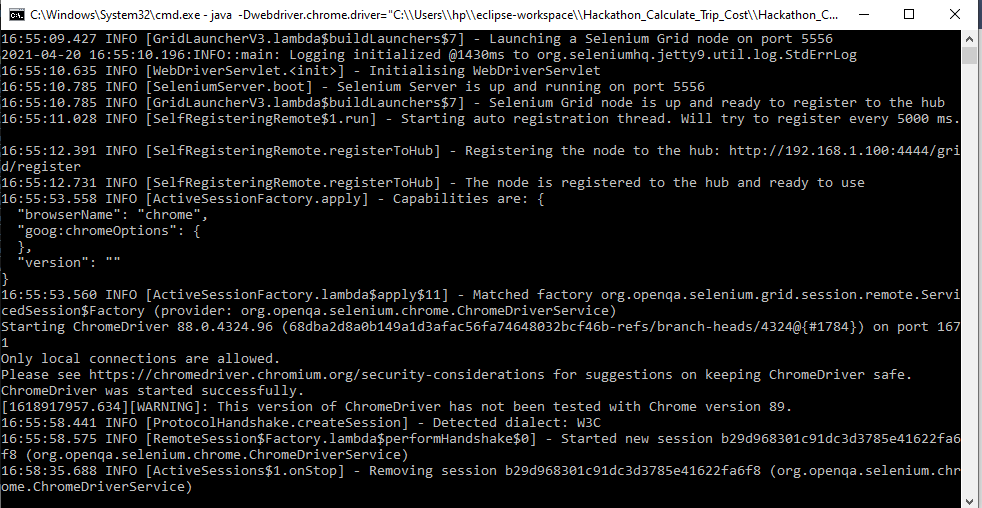 C:\Windows\System32\cmd.exe - java -Dwebdriver.chrome.driver="C:\\Users\\hp\\eclipse-workspace\\Hackathon_Calculate_Trip_Cost\\Hackathon_C...
16:55:09.427 INFO [GridLauncherV3.lambda$buildLaunchers$7] - Launching a Selenium Grid node on port 5556
2021-04-20 16:55:10.196:INFO::main: Logging initialized @1430ms to org.seleniumhq.jetty9.util.log.StdErrLog
16:55:10.635 INFO [WebDriverServlet.<init>] - Initialising WebDriverServlet
16:55:10.785 INFO [SeleniumServer.boot] - Selenium Server is up and running on port 5556
16:55:10.785 INFO [GridLauncherV3.lambda$buildLaunchers$7] - Selenium Grid node is up and ready to register to the hub
16:55:11.028 INFO [SelfRegisteringRemote$1.run] - Starting auto registration thread. Will try to register every 5000 ms.
16:55:12.391 INFO [SelfRegisteringRemote.registerToHub] - Registering the node to the hub: http://192.168.1.100:4444/gri
d/register
16:55:12.731 INFO [SelfRegisteringRemote.registerToHub] - The node is registered to the hub and ready to use
16:55:53.558 INFO [ActiveSessionFactory.apply] - Capabilities are: {
  "browserName": "chrome",
  "goog:chromeOptions": {
  },
  "version": ""
}
16:55:53.560 INFO [ActiveSessionFactory.lambda$apply$11] - Matched factory org.openqa.selenium.grid.session.remote.Servi
cedSession$Factory (provider: org.openqa.selenium.chrome.ChromeDriverService)
Starting ChromeDriver 88.0.4324.96 (68dba2d8a0b149a1d3afac56fa74648032bcf46b-refs/branch-heads/4324@{#1784}) on port 167
1
Only local connections are allowed.
Please see https://chromedriver.chromium.org/security-considerations for suggestions on keeping ChromeDriver safe.
ChromeDriver was started successfully.
[1618917957.634][WARNING]: This version of ChromeDriver has not been tested with Chrome version 89.
16:55:58.441 INFO [ProtocolHandshake.createSession] - Detected dialect: W3C
16:55:58.575 INFO [RemoteSession$Factory.lambda$performHandshake$0] - Started new session b29d968301c91dc3d3785e41622fa6
f8 (org.openqa.selenium.chrome.ChromeDriverService)
16:58:35.688 INFO [ActiveSessions$1.onStop] - Removing session b29d968301c91dc3d3785e41622fa6f8 (org.openqa.selenium.chr
ome.ChromeDriverService)